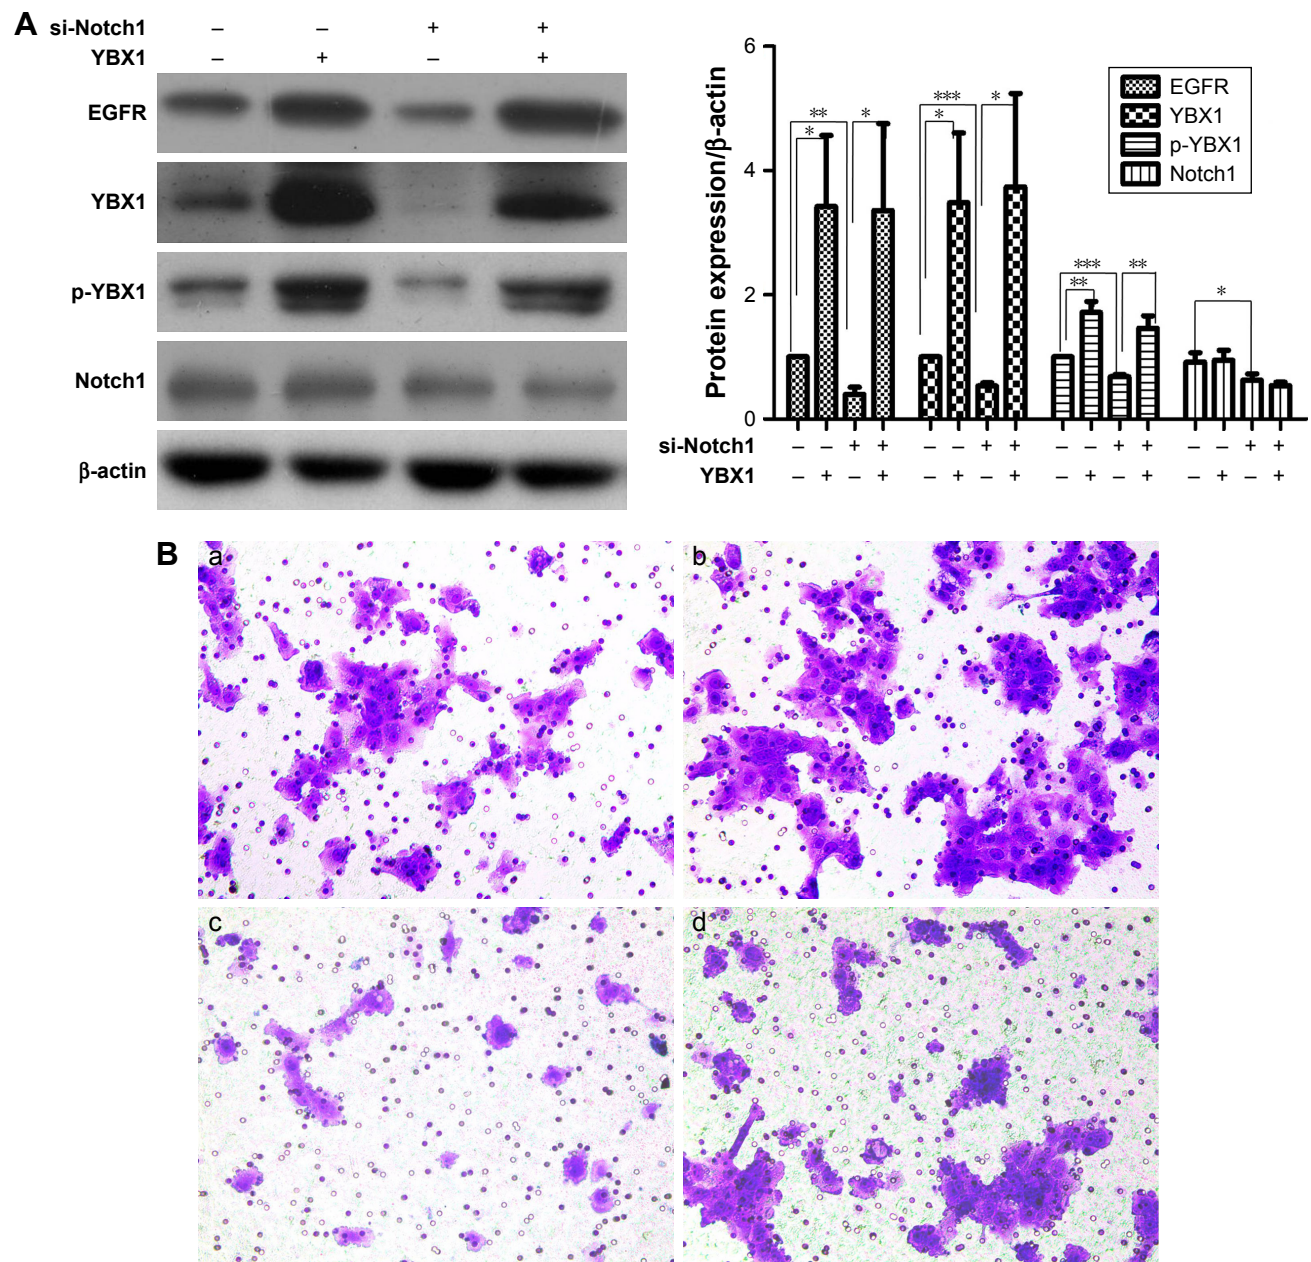 A
si-Notch1 – – + +
YBX1 – + – +
EGFR
YBX1
p-YBX1
Notch1
β-actin
Protein expression/β-actin
6
4
2
0
** * * *** * * *** ** ** *
EGFR
YBX1
p-YBX1
Notch1
si-Notch1 – – + + – – + + – – + + – – + +
YBX1 – + – + – + – + – + – + – + – +
B
a
b
c
d